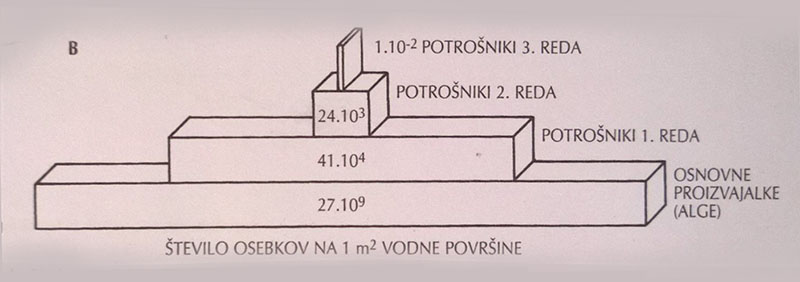 B
1.10-2 POTROŠNIKI 3. REDA
24.103 POTROŠNIKI 2. REDA
41.104 POTROŠNIKI 1. REDA
27.109
OSNOVNE
PROIZVAJALKE
(ALGE)
ŠTEVILO OSEBKOV NA 1 m2 VODNE POVRŠINE